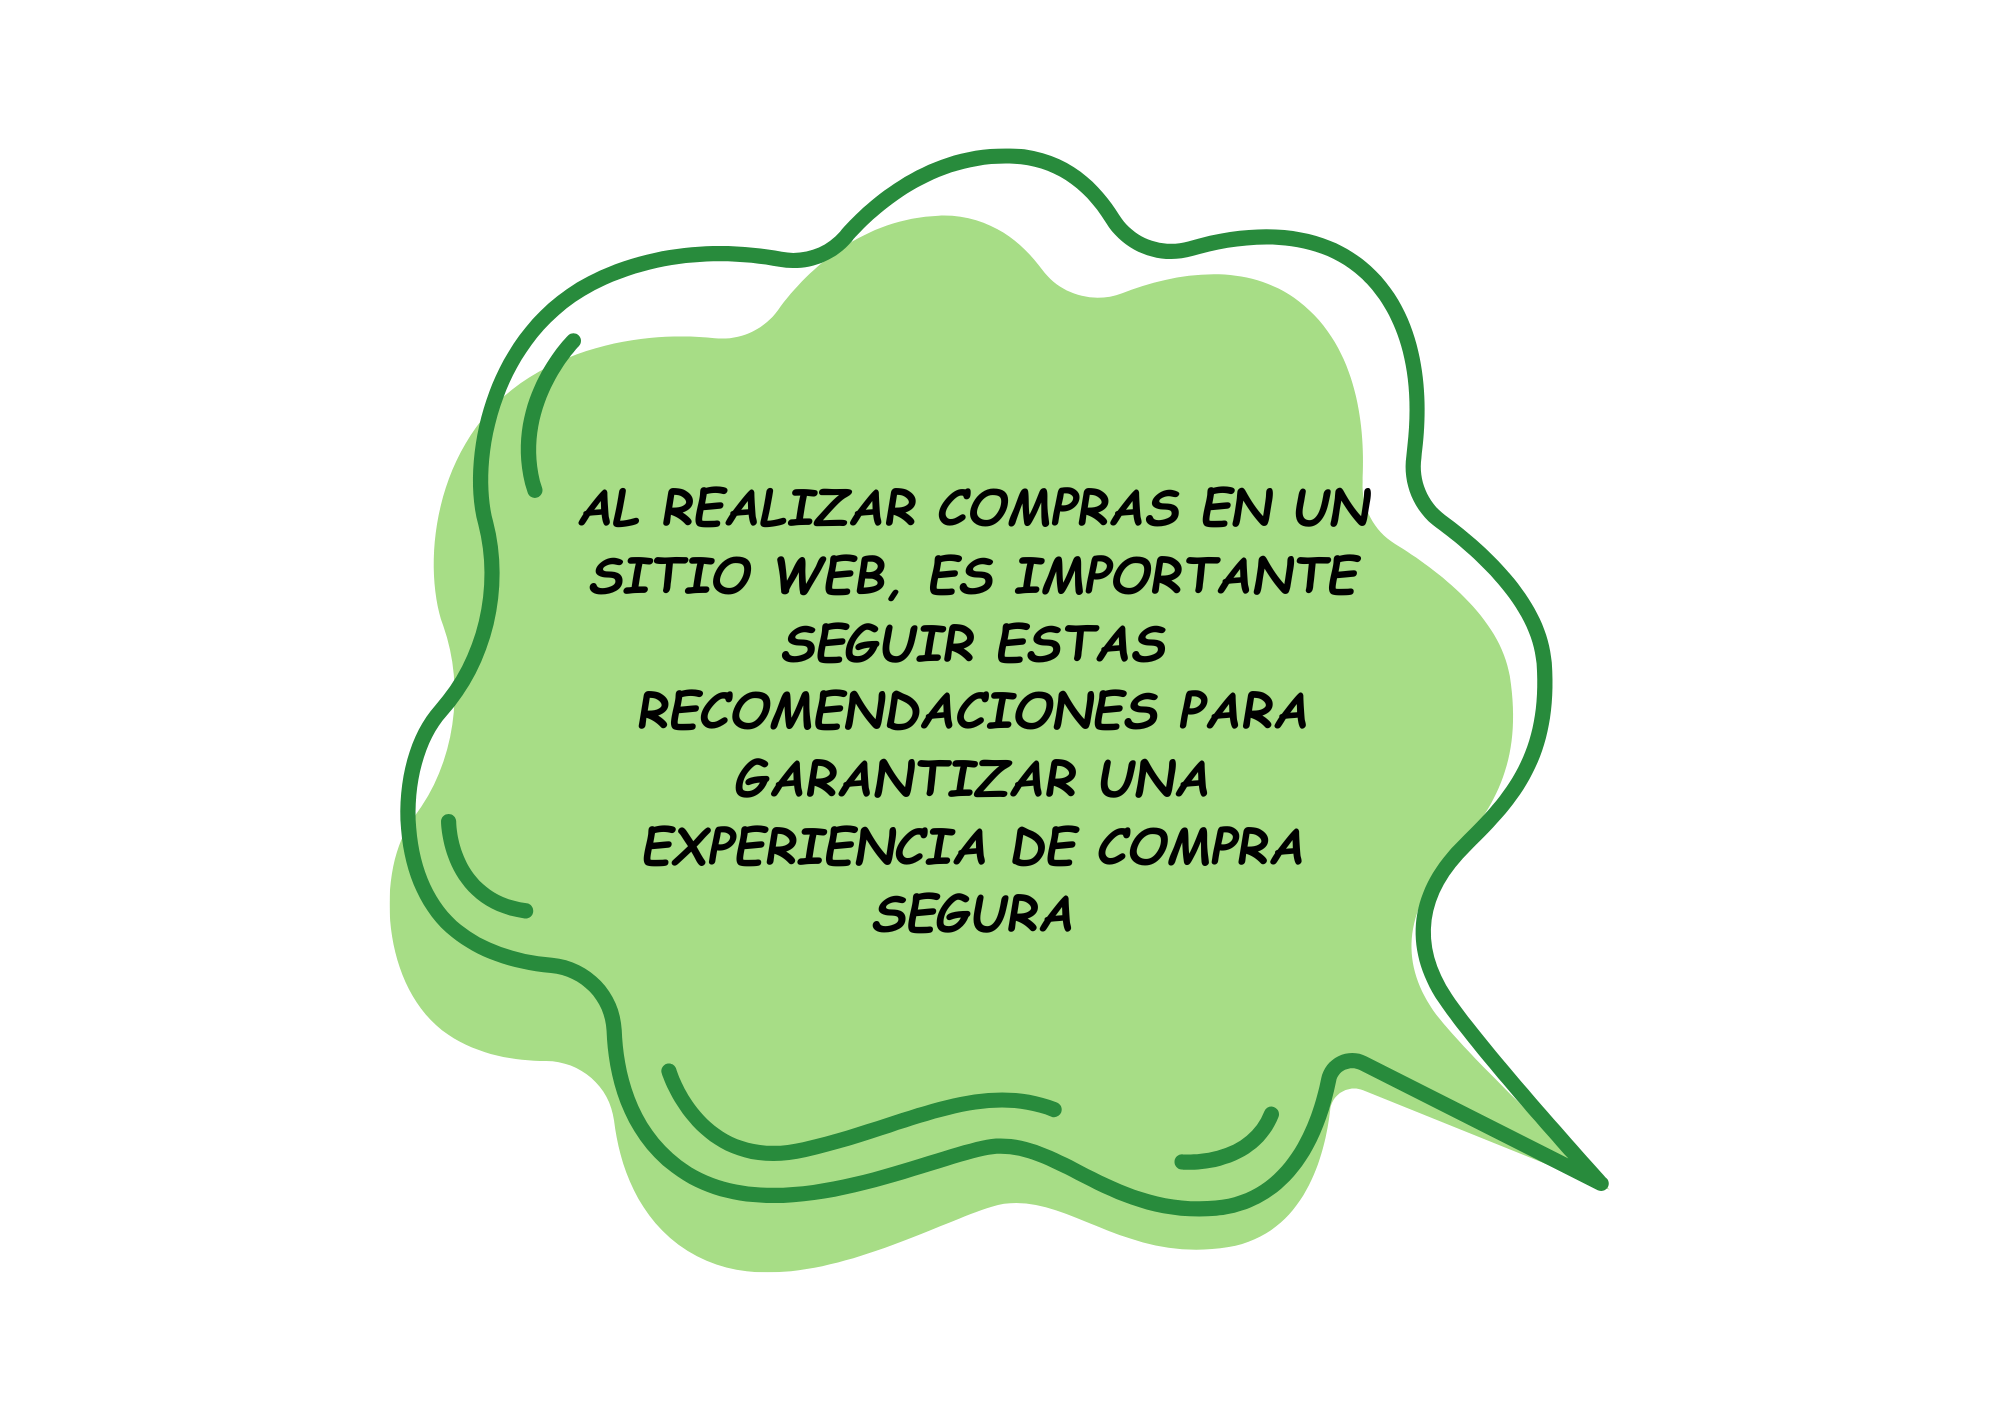 AL REALIZAR COMPRAS EN UN
SITIO WEB, ES IMPORTANTE
SEGUIR ESTAS
RECOMENDACIONES PARA
GARANTIZAR UNA
EXPERIENCIA DE COMPRA
SEGURA